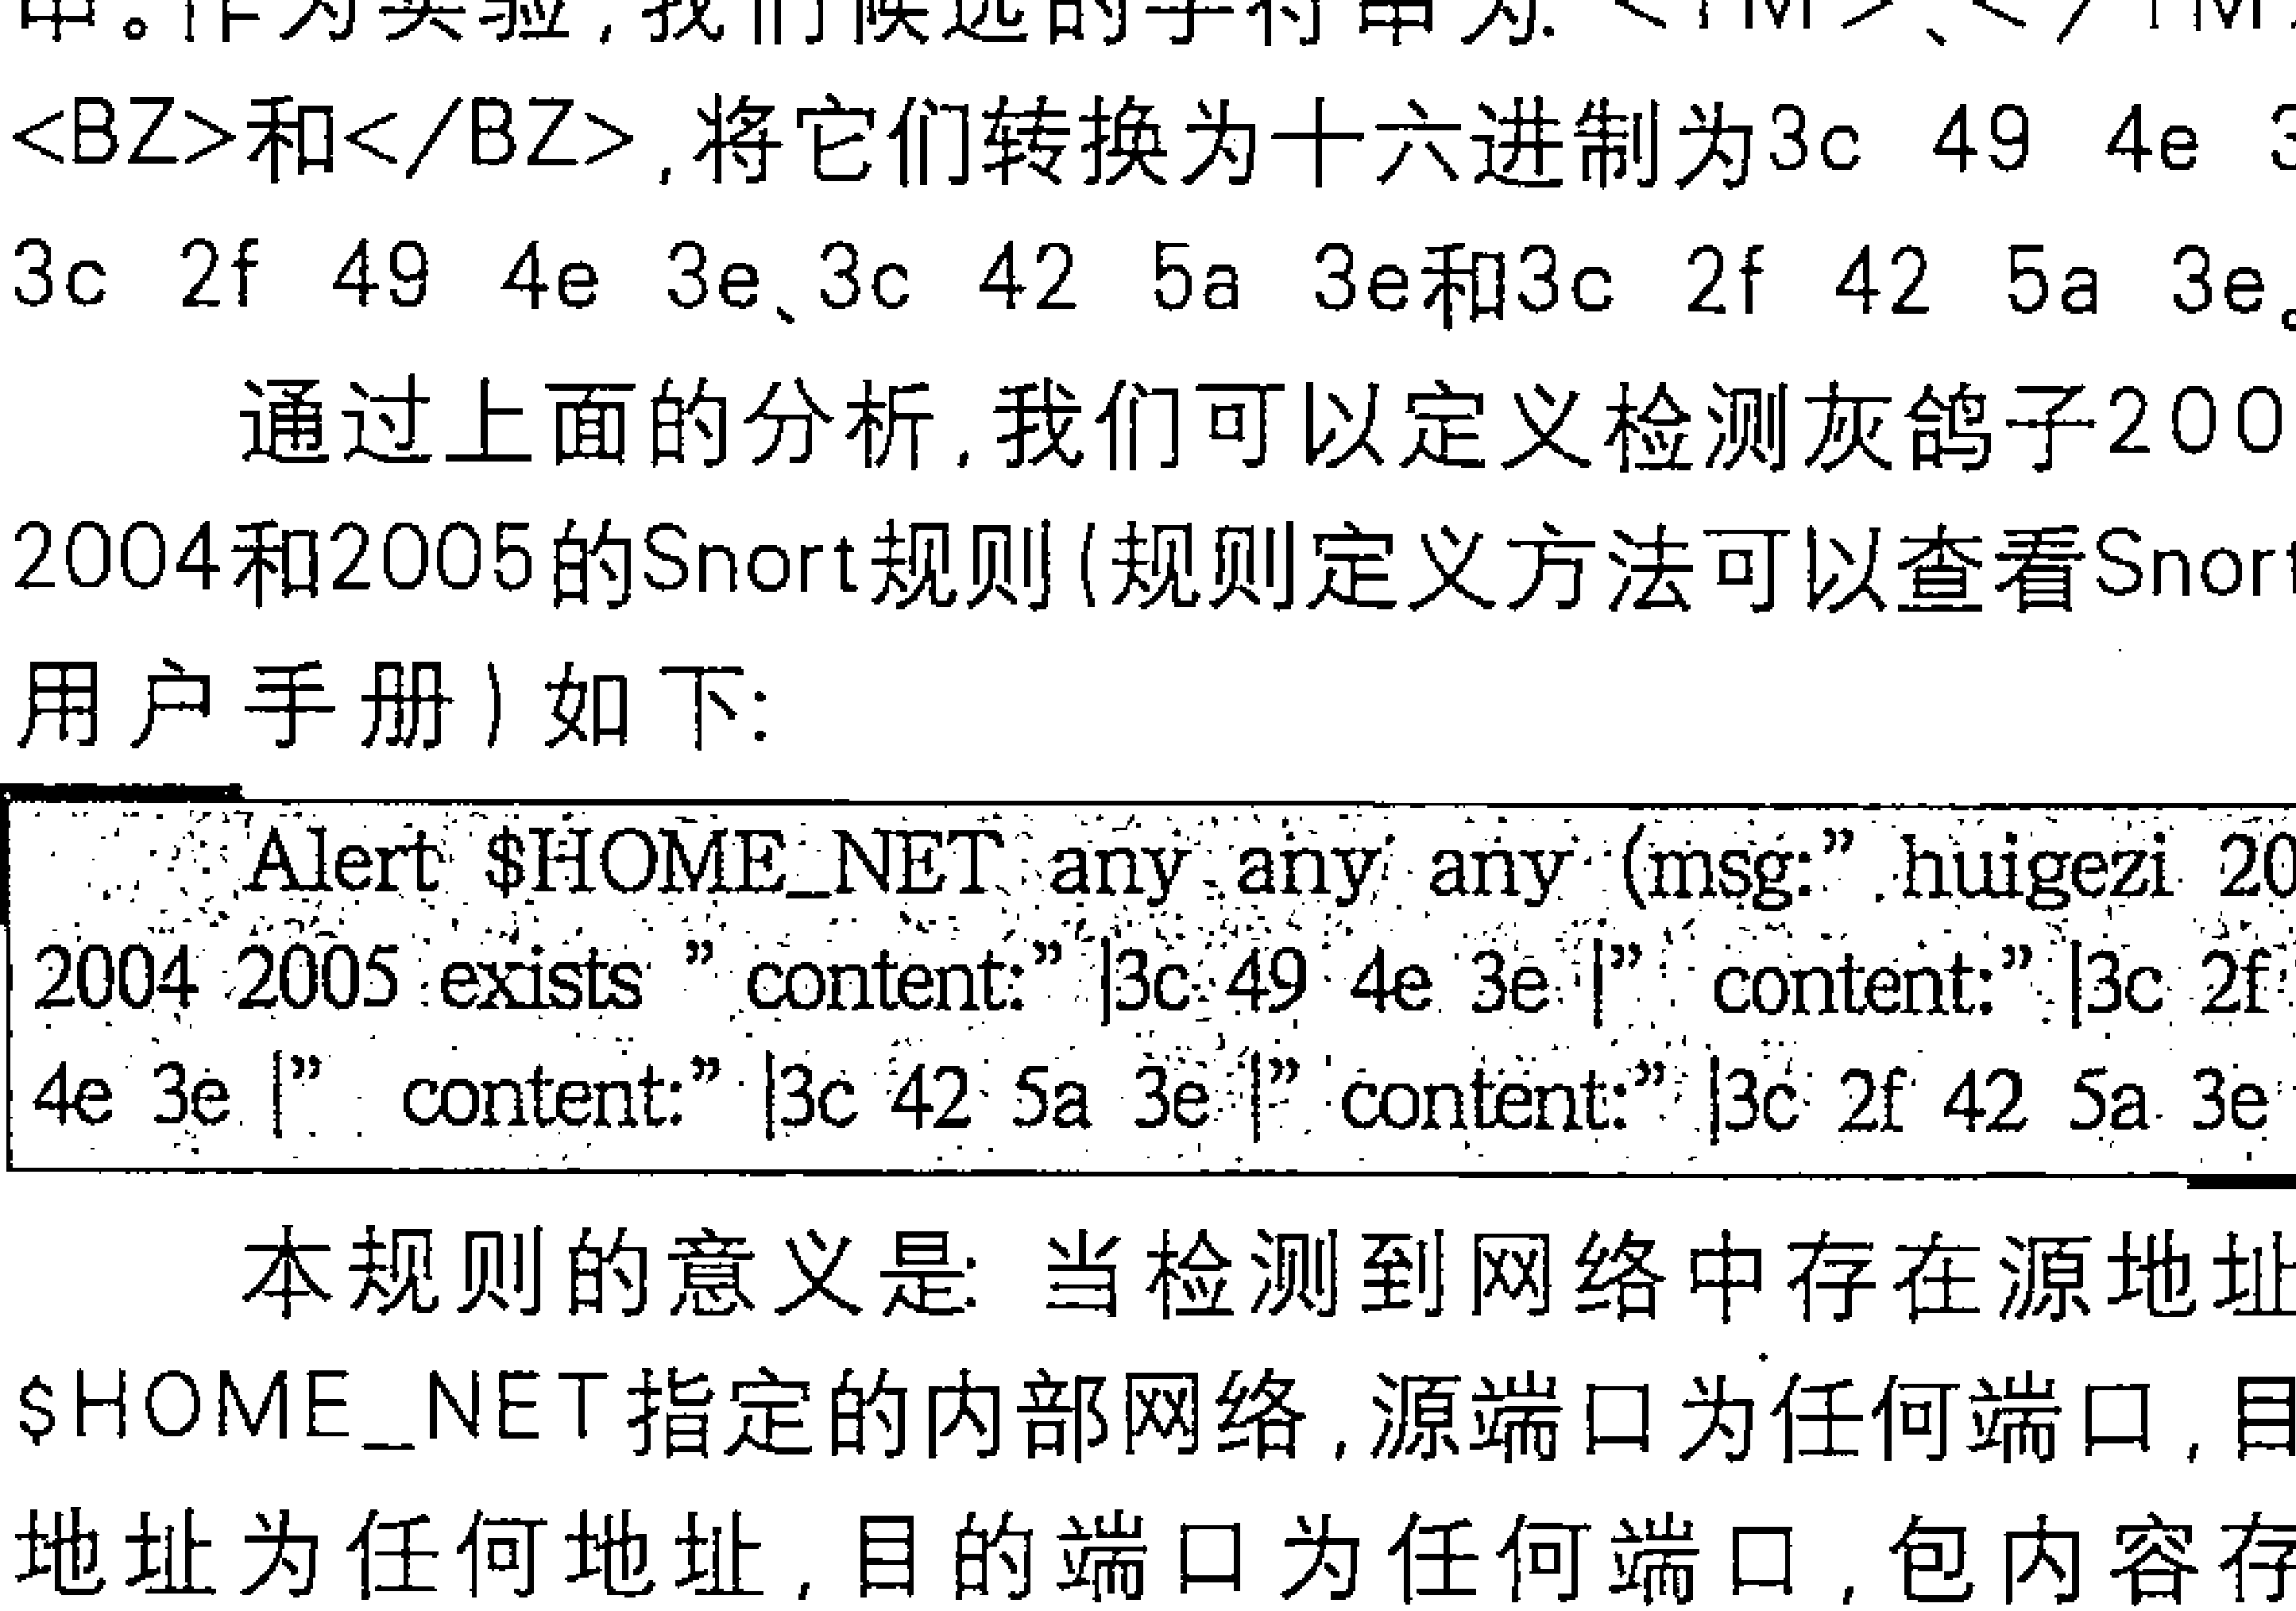 串。作为实验,我们候选的字符串为:
<BZ>和</BZ>,将它们转换为十六进制为3c 49 4e
3c 2f 49 4e 3e、3c 42 5a 3e和3c 2f 42 5a 3e。
通过上面的分析,我们可以定义检测灰鸽子200
2004和2005的Snort规则(规则定义方法可以查看Snort
用户手册)如下:
Alert $HOME_NET any any any (msg:” huigezi 20
2004 2005 exists ” content:” |3c 49 4e 3e |” content:” |3c 2f
4e 3e |” content:” |3c 42 5a 3e |” content:” |3c 2f 42 5a 3e
本规则的意义是: 当检测到网络中存在源地址
$HOME_NET指定的内部网络,源端口为任何端口,目
地址为任何地址,目的端口为任何端口,包内容存